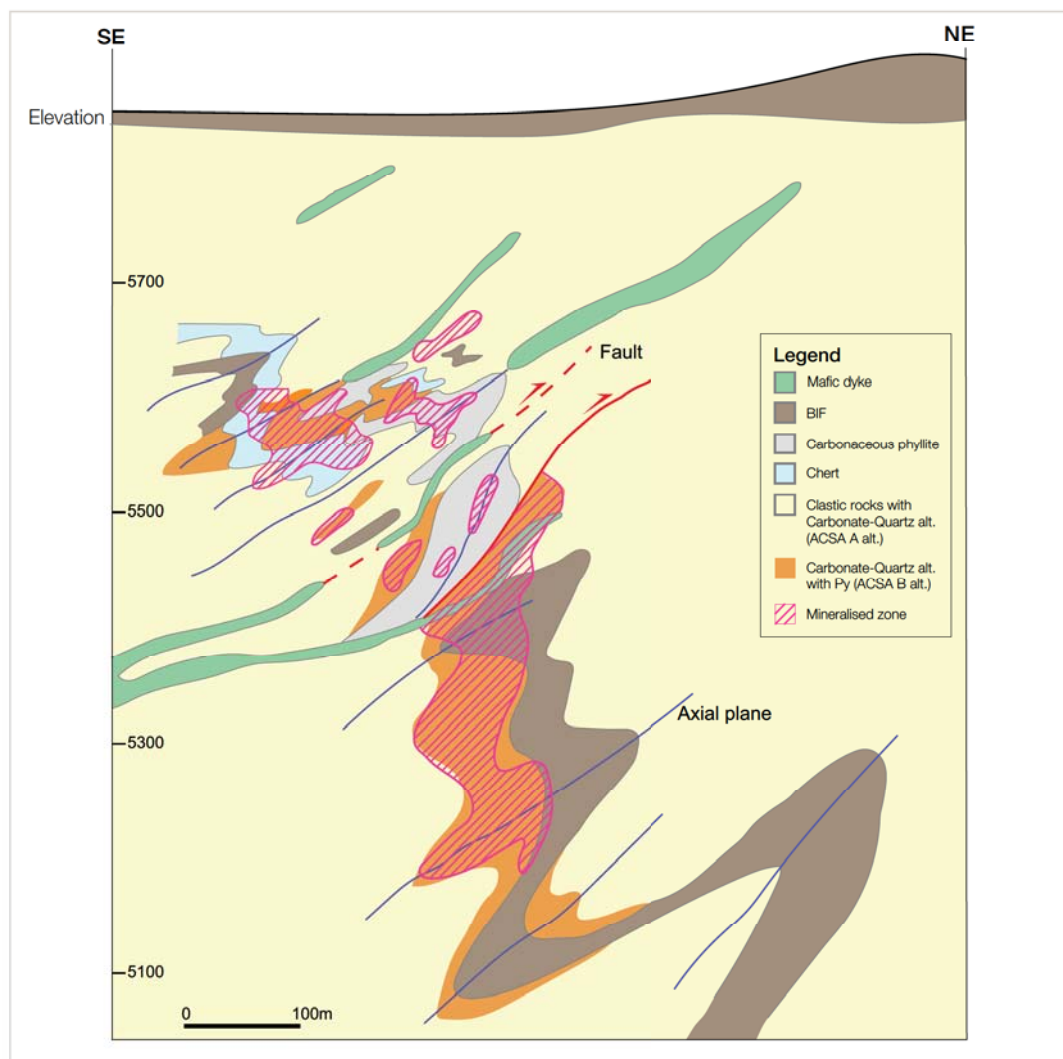 SE
NE
Elevation
5700
5500
5300
5100
Fault
Axial plane
Legend
Mafic dyke
BIF
Carbonaceous phyllite
Chert
Clastic rocks with
Carbonate-Quartz alt.
(ACSA A alt.)
Carbonate-Quartz alt.
with Py (ACSA B alt.)
Mineralised zone
0
100m